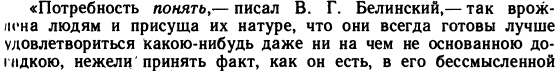 «Потребность понять,— писал В. Г. Белинский,— так врож-
лена людям и присуща их натуре, что они всегда готовы лучше
удовлетвориться какою-нибудь даже ни на чем не основанною до-
гадкою, нежели принять факт, как он есть, в его бессмысленной